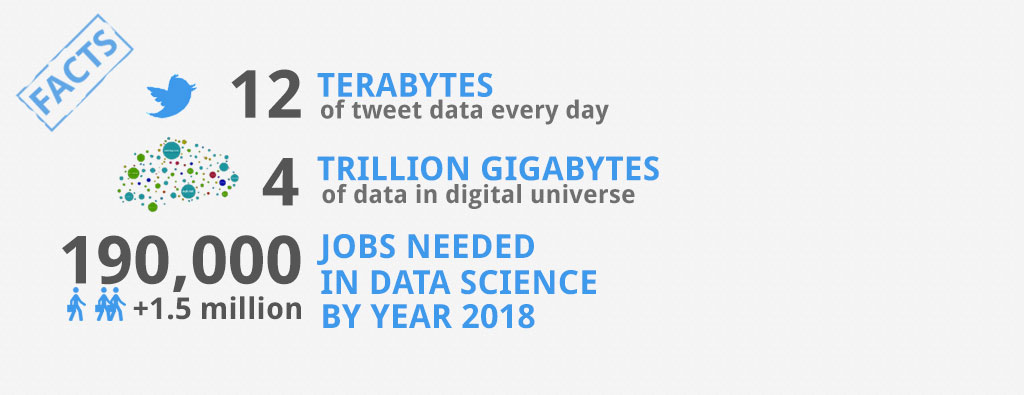 FACTS
12 TERABYTES
of tweet data every day
4 TRILLION GIGABYTES
of data in digital universe
190,000 JOBS NEEDED
IN DATA SCIENCE
+1.5 million BY YEAR 2018